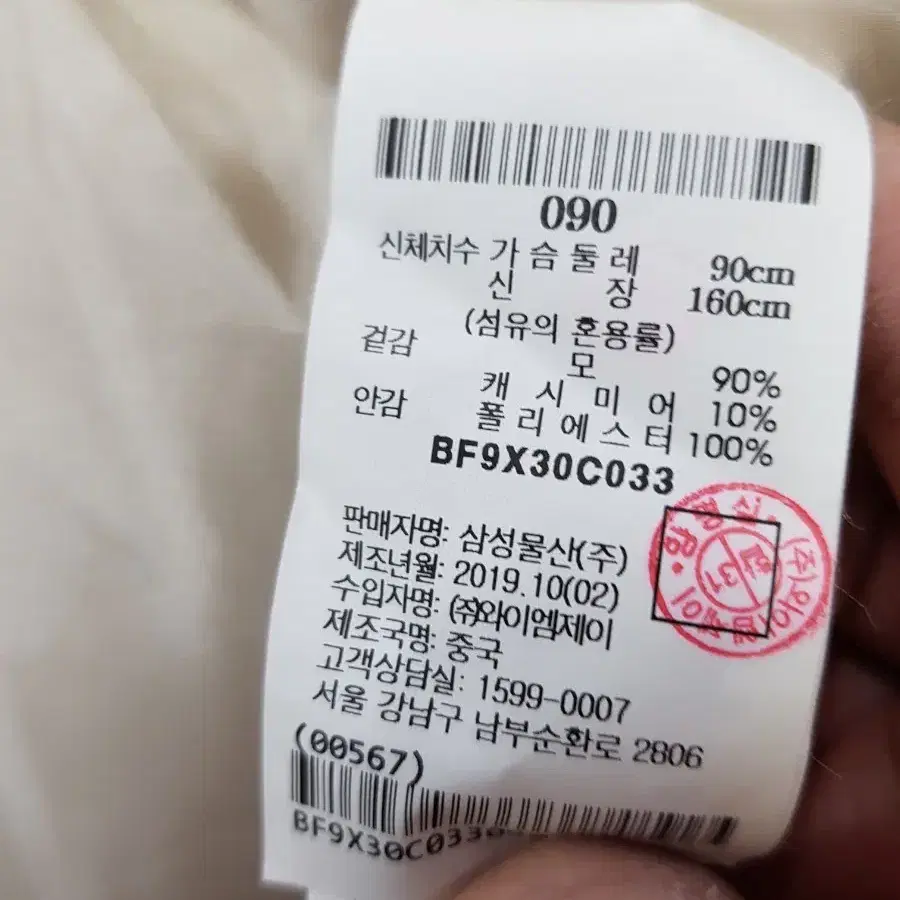 090
신체치수 가 슴 둘 레 90cm
신 장 160cm
(섬유의 혼용률)
겉감 모 90%
캐 시 미 어 10%
안감 폴 리 에 스 터 100%
BF9X30C033
판매자명: 삼성물산(주)
제조년월: 2019.10(02)
수입자명: (주)와이엠제이
제조국명: 중국
고객상담실: 1599-0007
서울 강남구 남부순환로 2806
(00567)
BF9X30C033